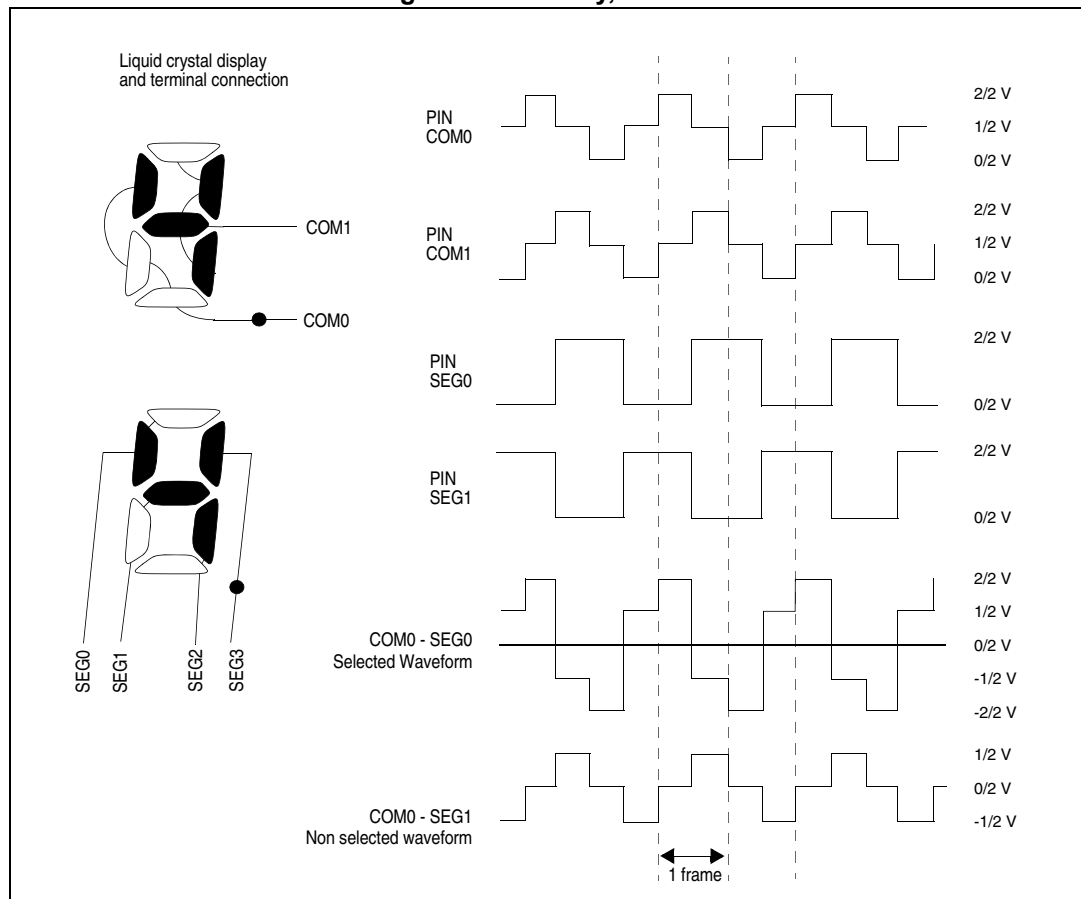 Liquid crystal display
and terminal connection
COM1
COM0
SEG0
SEG1
SEG2
SEG3
PIN
COM0
2/2 V
1/2 V
0/2 V
PIN
COM1
2/2 V
1/2 V
0/2 V
PIN
SEG0
2/2 V
0/2 V
PIN
SEG1
2/2 V
0/2 V
COM0 - SEG0
Selected Waveform
2/2 V
1/2 V
0/2 V
-1/2 V
-2/2 V
COM0 - SEG1
Non selected waveform
1/2 V
0/2 V
-1/2 V
1 frame